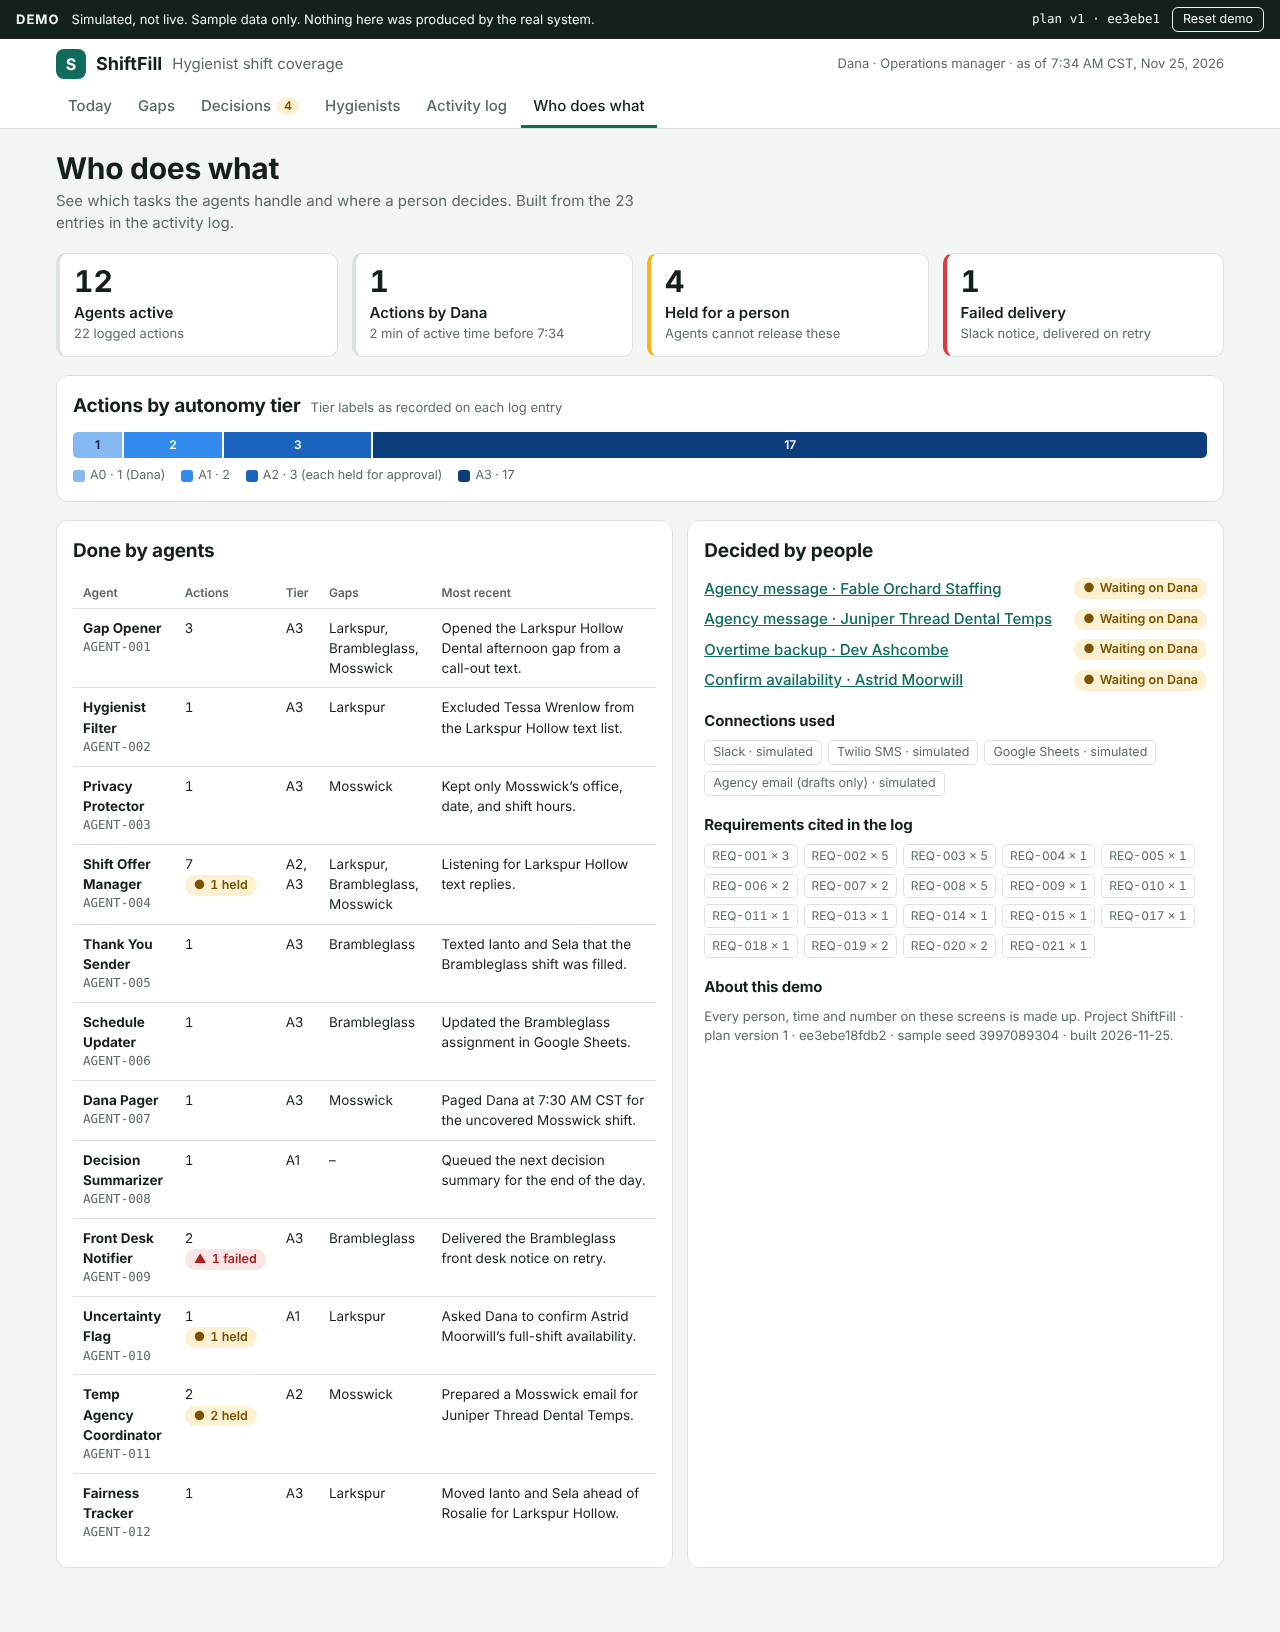 DEMO Simulated, not live. Sample data only. Nothing here was produced by the real system. plan v1 · ee3ebe1 Reset demo
S ShiftFill Hygienist shift coverage Dana · Operations manager · as of 7:34 AM CST, Nov 25, 2026
Today Gaps Decisions 4 Hygienists Activity log Who does what
Who does what
See which tasks the agents handle and where a person decides. Built from the 23
entries in the activity log.
12
Agents active
22 logged actions
1
Actions by Dana
2 min of active time before 7:34
4
Held for a person
Agents cannot release these
1
Failed delivery
Slack notice, delivered on retry
Actions by autonomy tier Tier labels as recorded on each log entry
1 2 3 17
A0 · 1 (Dana) A1 · 2 A2 · 3 (each held for approval) A3 · 17
Done by agents
Agent Actions Tier Gaps Most recent
Gap Opener 3 A3 Larkspur, Opened the Larkspur Hollow
AGENT-001 Brambleglass, Dental afternoon gap from a
Mosswick call-out text.
Hygienist 1 A3 Larkspur Excluded Tessa Wrenlow from
Filter the Larkspur Hollow text list.
AGENT-002
Privacy 1 A3 Mosswick Kept only Mosswick’s office,
Protector date, and shift hours.
AGENT-003
Shift Offer 7 A2, Larkspur, Listening for Larkspur Hollow
Manager 1 held A3 Brambleglass, text replies.
AGENT-004 Mosswick
Thank You 1 A3 Brambleglass Texted Ianto and Sela that the
Sender Brambleglass shift was filled.
AGENT-005
Schedule 1 A3 Brambleglass Updated the Brambleglass
Updater assignment in Google Sheets.
AGENT-006
Dana Pager 1 A3 Mosswick Paged Dana at 7:30 AM CST for
AGENT-007 the uncovered Mosswick shift.
Decision 1 A1 – Queued the next decision
Summarizer summary for the end of the day.
AGENT-008
Front Desk 2 A3 Brambleglass Delivered the Brambleglass
Notifier 1 failed front desk notice on retry.
AGENT-009
Uncertainty 1 A1 Larkspur Asked Dana to confirm Astrid
Flag 1 held Moorwill’s full-shift availability.
AGENT-010
Temp 2 A2 Mosswick Prepared a Mosswick email for
Agency 2 held Juniper Thread Dental Temps.
Coordinator
AGENT-011
Fairness 1 A3 Larkspur Moved Ianto and Sela ahead of
Tracker Rosalie for Larkspur Hollow.
AGENT-012
Decided by people
Agency message · Fable Orchard Staffing Waiting on Dana
Agency message · Juniper Thread Dental Temps Waiting on Dana
Overtime backup · Dev Ashcombe Waiting on Dana
Confirm availability · Astrid Moorwill Waiting on Dana
Connections used
Slack · simulated Twilio SMS · simulated Google Sheets · simulated
Agency email (drafts only) · simulated
Requirements cited in the log
REQ-001 × 3 REQ-002 × 5 REQ-003 × 5 REQ-004 × 1 REQ-005 × 1
REQ-006 × 2 REQ-007 × 2 REQ-008 × 5 REQ-009 × 1 REQ-010 × 1
REQ-011 × 1 REQ-013 × 1 REQ-014 × 1 REQ-015 × 1 REQ-017 × 1
REQ-018 × 1 REQ-019 × 2 REQ-020 × 2 REQ-021 × 1
About this demo
Every person, time and number on these screens is made up. Project ShiftFill ·
plan version 1 · ee3ebe18fdb2 · sample seed 3997089304 · built 2026-11-25.